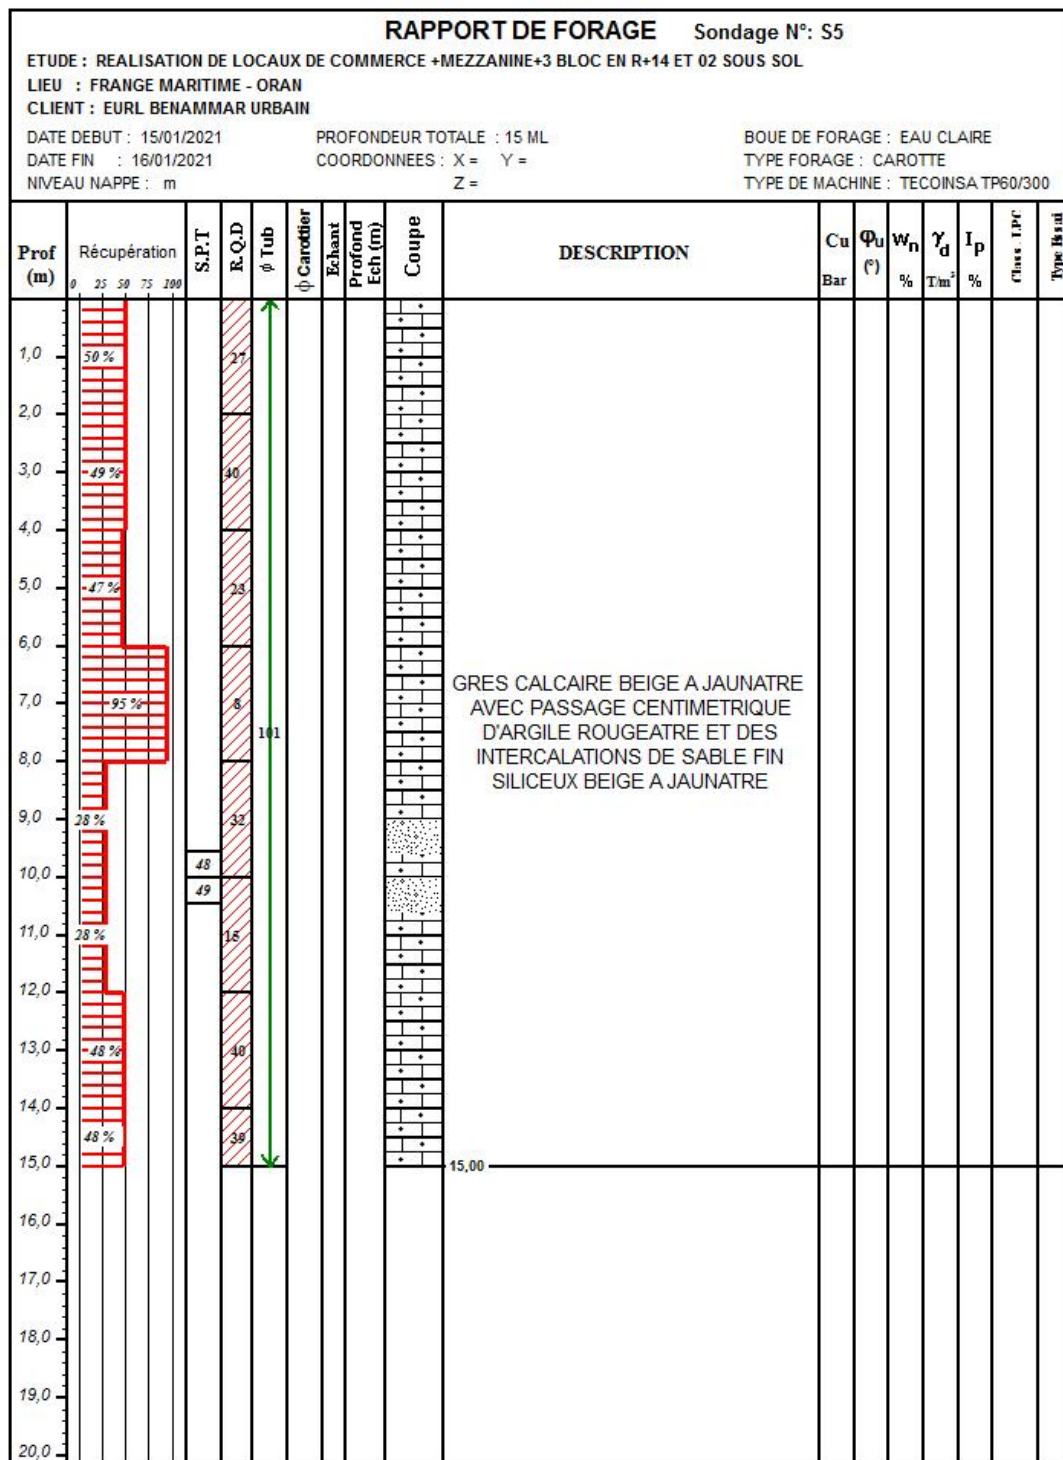 RAPPORT DE FORAGE Sondage N°: S5
ETUDE : REALISATION DE LOCAUX DE COMMERCE +MEZZANINE+3 BLOC EN R+14 ET 02 SOUS SOL
LIEU : FRANGE MARITIME - ORAN
CLIENT : EURL BENAMMAR URBAIN
DATE DEBUT : 15/01/2021 PROFONDEUR TOTALE : 15 ML BOUE DE FORAGE : EAU CLAIRE
DATE FIN : 16/01/2021 COORDONNEES : X = Y = TYPE FORAGE : CAROTTE
NIVEAU NAPPE : m Z = TYPE DE MACHINE : TECOINSA TP60/300
Prof (m) Récupération S.P.T R.Q.D ϕ Tub ϕ Carottier Echant Profond Ech (m) Coupe DESCRIPTION Cu Bar φu (°) wn % γd T/m³ Ip % Class. LPC Type Essai
0 25 50 75 100
1,0 50 % 27
2,0
3,0 49 % 40
4,0
5,0 47 % 23
6,0
GRES CALCAIRE BEIGE A JAUNATRE
7,0 95 % 8 AVEC PASSAGE CENTIMETRIQUE
101 D'ARGILE ROUGEATRE ET DES
8,0 INTERCALATIONS DE SABLE FIN
SILICEUX BEIGE A JAUNATRE
9,0 28 % 32
48
10,0
49
11,0 28 % 15
12,0
13,0 48 % 40
14,0
48 % 39
15,0 15,00
16,0
17,0
18,0
19,0
20,0